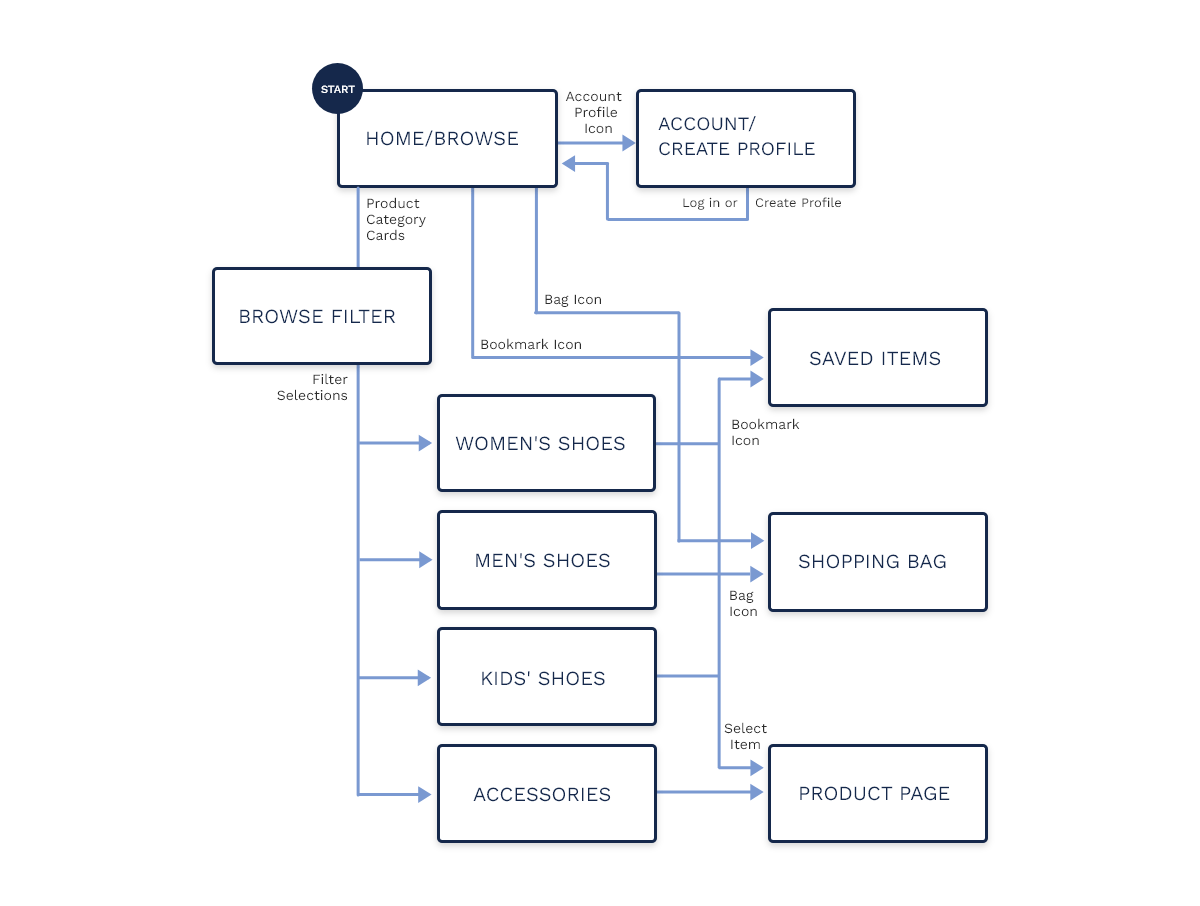 START
HOME/BROWSE
Account
Profile
Icon
ACCOUNT/
CREATE PROFILE
Product
Category
Cards
Log in or
Create Profile
BROWSE FILTER
Bag Icon
Bookmark Icon
SAVED ITEMS
Filter
Selections
WOMEN'S SHOES
Bookmark
Icon
MEN'S SHOES
SHOPPING BAG
Bag
Icon
KIDS' SHOES
Select
Item
ACCESSORIES
PRODUCT PAGE